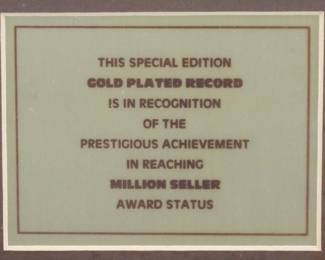 THIS SPECIAL EDITION
GOLD PLATED RECORD
IS IN RECOGNITION
OF THE
PRESTIGIOUS ACHIEVEMENT
IN REACHING
MILLION SELLER
AWARD STATUS